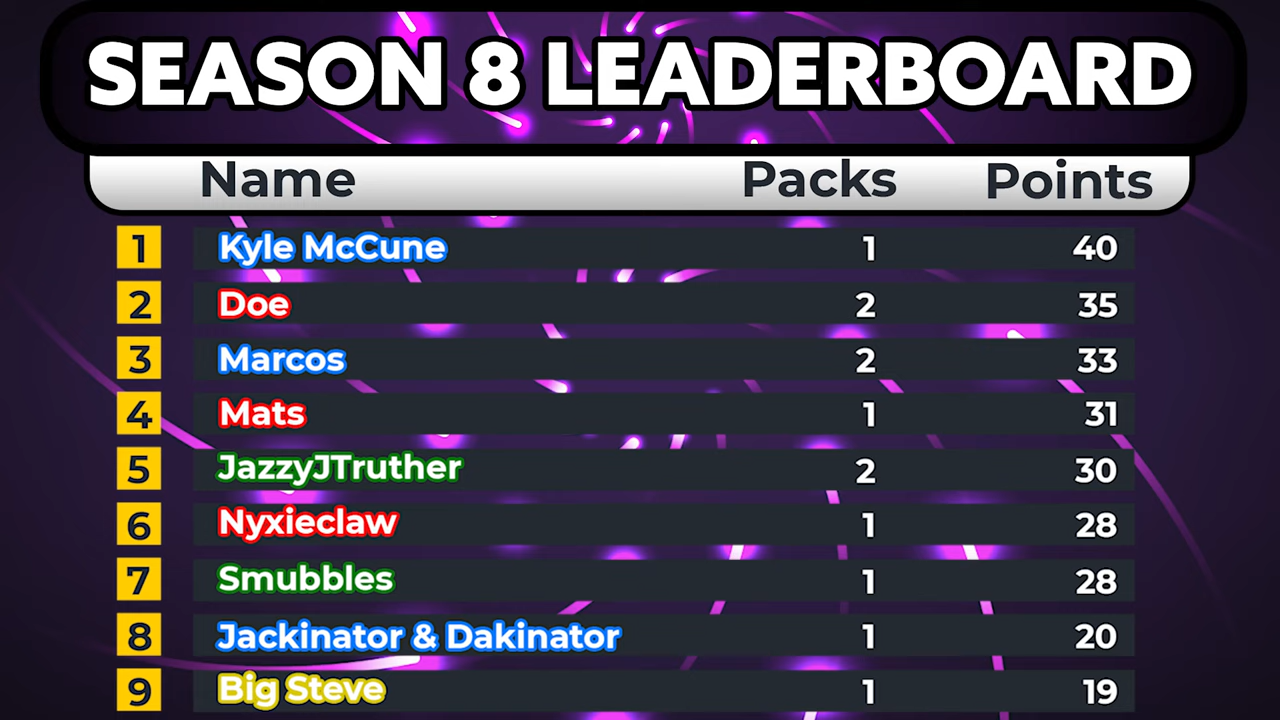 SEASON 8 LEADERBOARD
Name Packs Points
1 Kyle McCune 1 40
2 Doe 2 35
3 Marcos 2 33
4 Mats 1 31
5 JazzyJTruther 2 30
6 Nyxieclaw 1 28
7 Smubbles 1 28
8 Jackinator & Dakinator 1 20
9 Big Steve 1 19